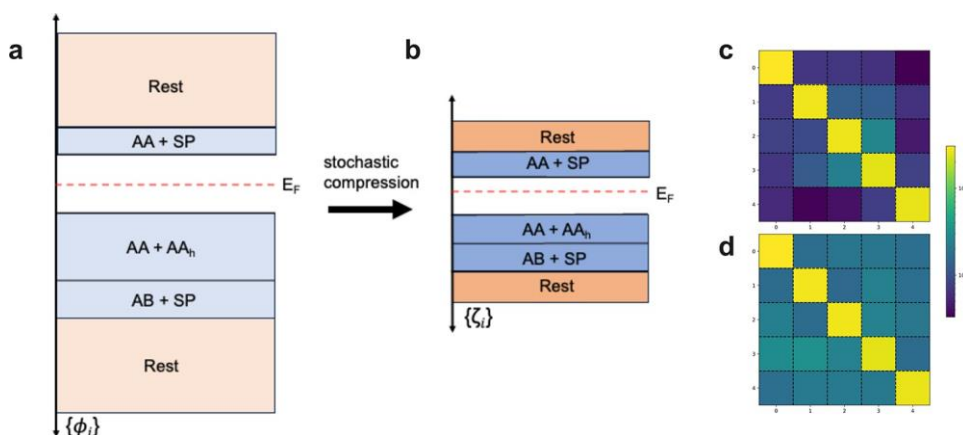 a
Rest
AA + SP
E_F
AA + AA_h
AB + SP
Rest
{ϕ_i}
stochastic
compression
b
Rest
AA + SP
E_F
AA + AA_h
AB + SP
Rest
{ζ_i}
c
0
1
2
3
4
0 1 2 3 4
d
0
1
2
3
4
0 1 2 3 4
10
10